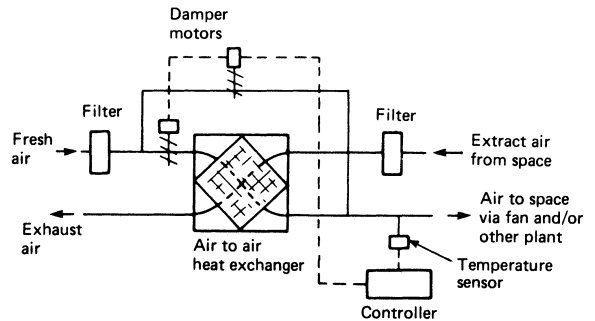 Damper
motors
Filter
Filter
Fresh
air
Extract air
from space
Exhaust
air
Air to air
heat exchanger
Air to space
via fan and/or
other plant
Temperature
sensor
Controller